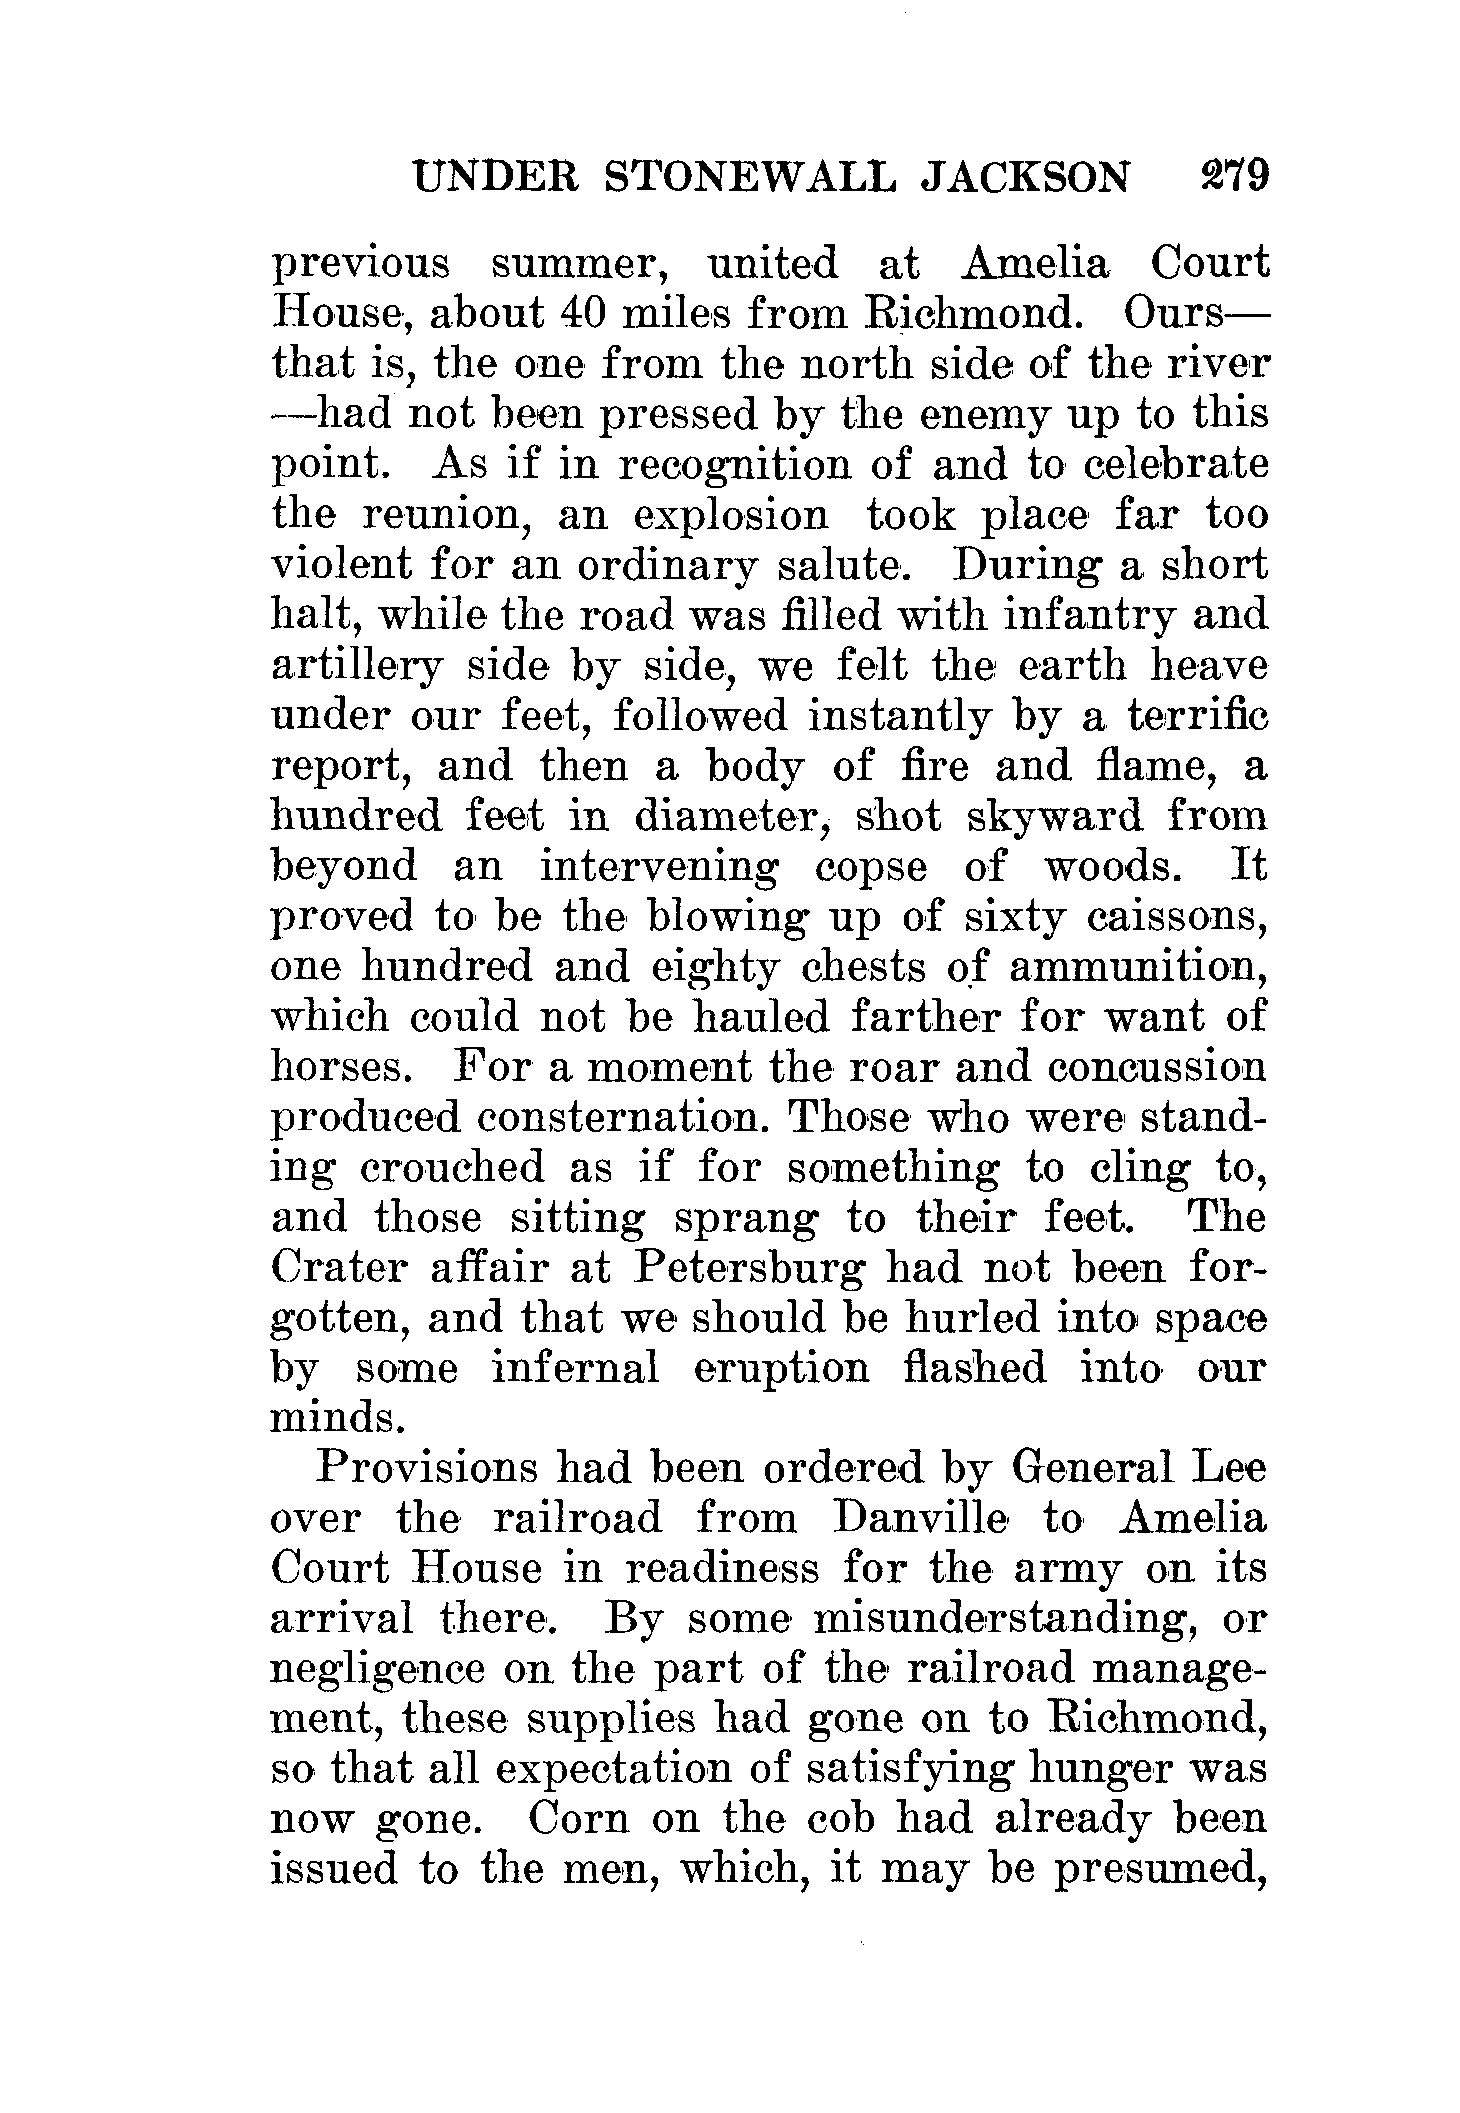 UNDER STONEWALL JACKSON 279
previous summer, united at Amelia Court
House, about 40 miles from Richmond. Ours—
that is, the one from the north side of the river
—had not been pressed by the enemy up to this
point. As if in recognition of and to celebrate
the reunion, an explosion took place far too
violent for an ordinary salute. During a short
halt, while the road was filled with infantry and
artillery side by side, we felt the earth heave
under our feet, followed instantly by a terrific
report, and then a body of fire and flame, a
hundred feet in diameter, shot skyward from
beyond an intervening copse of woods. It
proved to be the blowing up of sixty caissons,
one hundred and eighty chests of ammunition,
which could not be hauled farther for want of
horses. For a moment the roar and concussion
produced consternation. Those who were stand-
ing crouched as if for something to cling to,
and those sitting sprang to their feet. The
Crater affair at Petersburg had not been for-
gotten, and that we should be hurled into space
by some infernal eruption flashed into our
minds.
Provisions had been ordered by General Lee
over the railroad from Danville to Amelia
Court House in readiness for the army on its
arrival there. By some misunderstanding, or
negligence on the part of the railroad manage-
ment, these supplies had gone on to Richmond,
so that all expectation of satisfying hunger was
now gone. Corn on the cob had already been
issued to the men, which, it may be presumed,